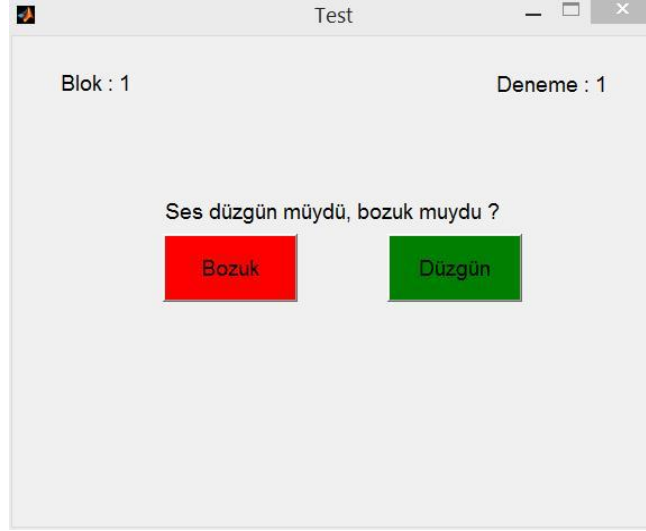 Test
Blok : 1
Deneme : 1
Ses düzgün müydü, bozuk muydu ?
Bozuk
Düzgün